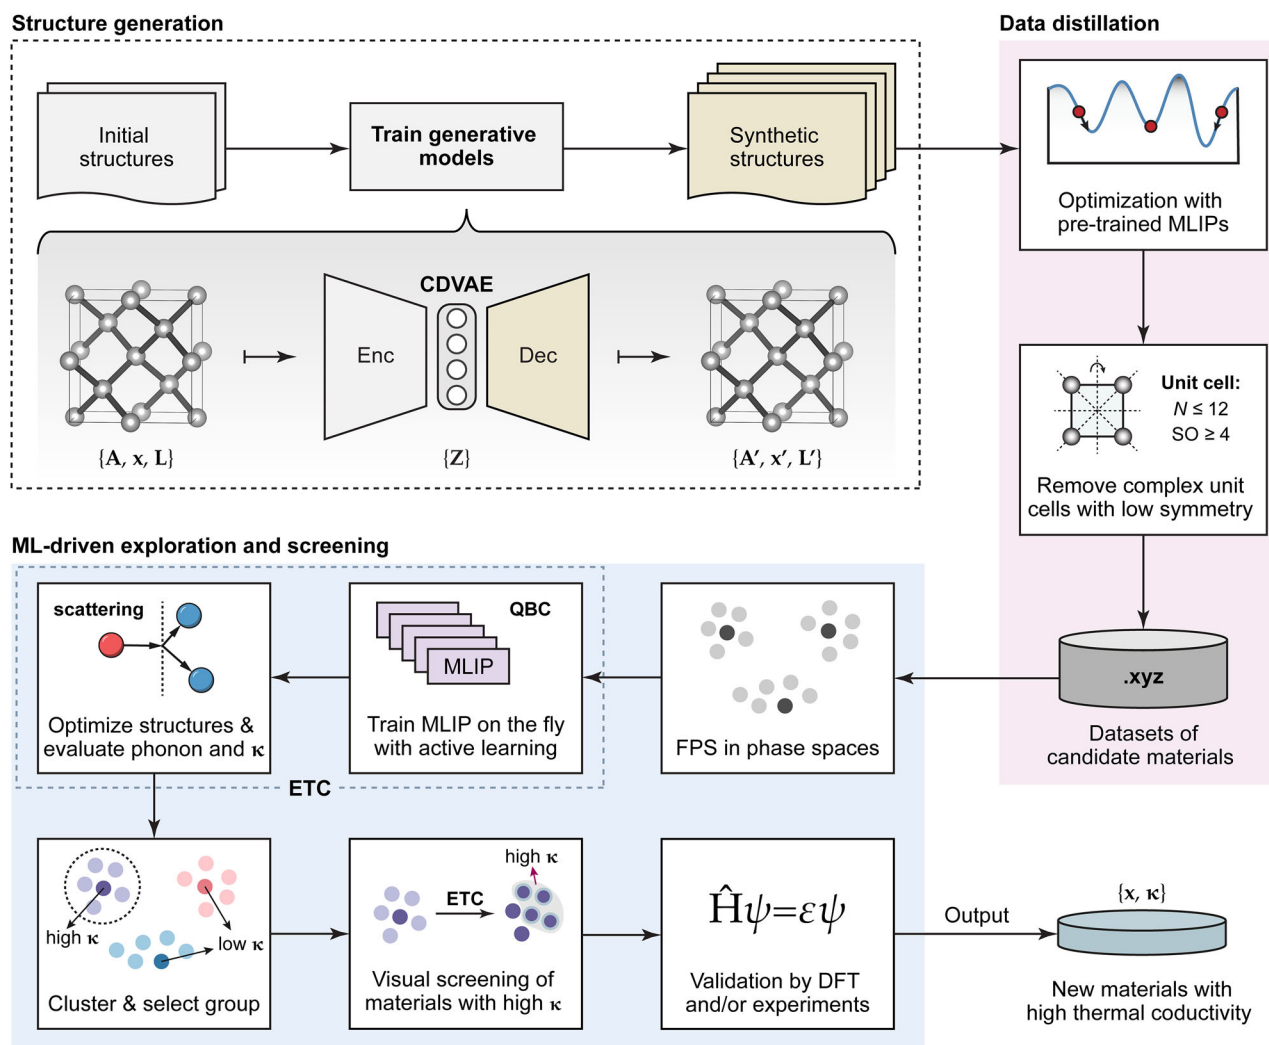 Structure generation
Data distillation
Initial
structures
Train generative
models
Synthetic
structures
Optimization with
pre-trained MLIPs
CDVAE
Enc
Dec
{A, x, L}
{Z}
{A′, x′, L′}
Unit cell:
N ≤ 12
SO ≥ 4
Remove complex unit
cells with low symmetry
ML-driven exploration and screening
scattering
Optimize structures &
evaluate phonon and κ
QBC
MLIP
Train MLIP on the fly
with active learning
ETC
FPS in phase spaces
.xyz
Datasets of
candidate materials
high κ
low κ
Cluster & select group
ETC
high κ
Visual screening of
materials with high κ
Ĥψ=εψ
Validation by DFT
and/or experiments
Output
{x, κ}
New materials with
high thermal coductivity